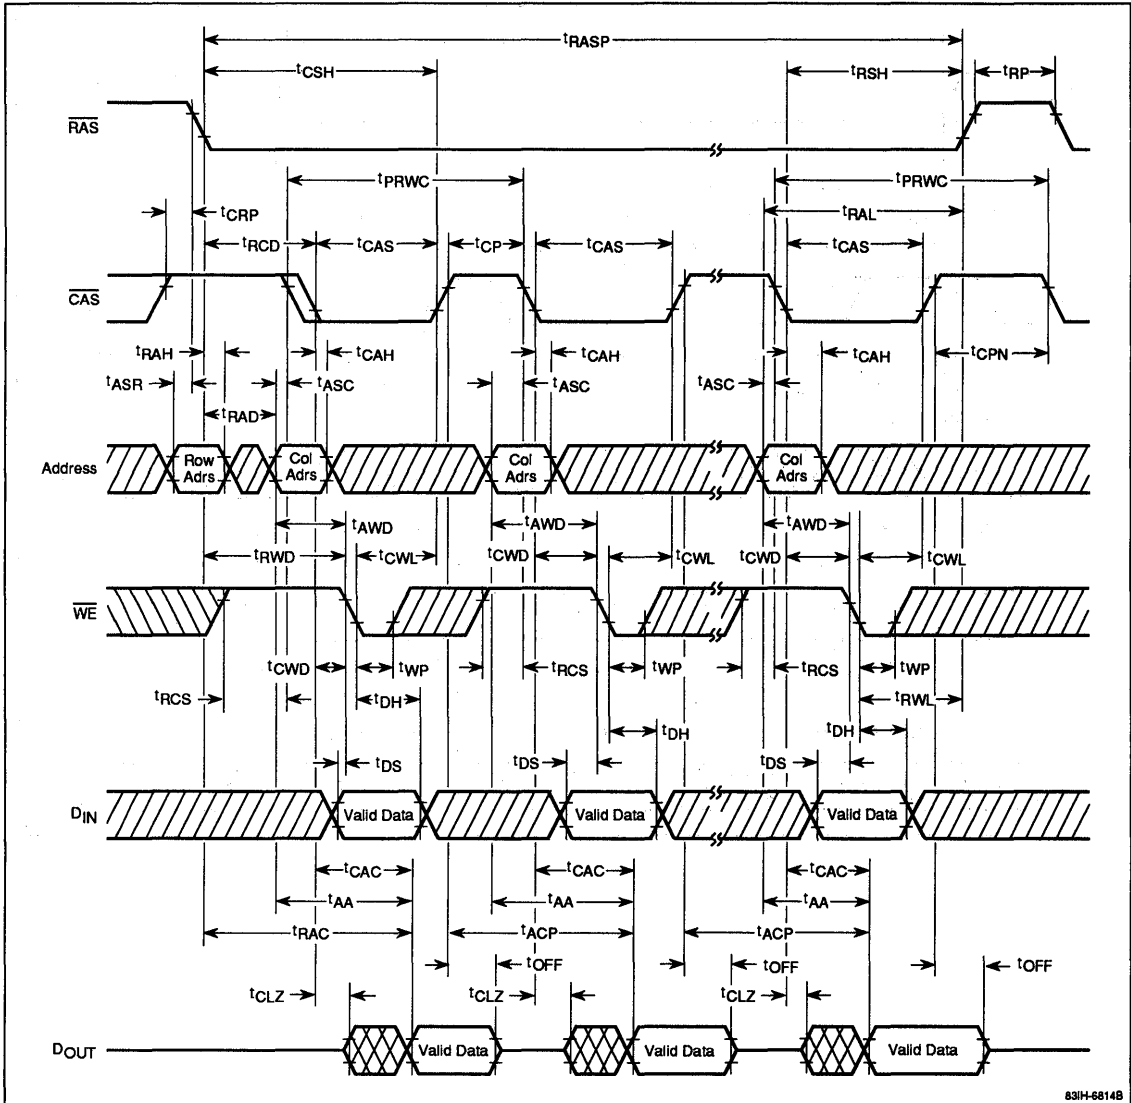 tRASP
tCSH tRSH tRP
RAS
tPRWC tPRWC
tCRP tRAL
tRCD tCAS tCP tCAS tCAS
CAS
tRAH tCAH tCAH tCAH tCPN
tASR tASC tASC tASC
tRAD
Address Row Adrs Col Adrs Col Adrs Col Adrs
tAWD tAWD tAWD
tRWD tCWL tCWD tCWL tCWD tCWL
WE
tCWD tWP tRCS tWP tRCS tWP
tRCS tDH tRWL
tDH tDH
tDS tDS tDS
DIN Valid Data Valid Data Valid Data
tCAC tCAC tCAC
tAA tAA tAA
tRAC tACP tACP
tOFF tOFF tOFF
tCLZ tCLZ tCLZ
DOUT Valid Data Valid Data Valid Data
83IH-6814B